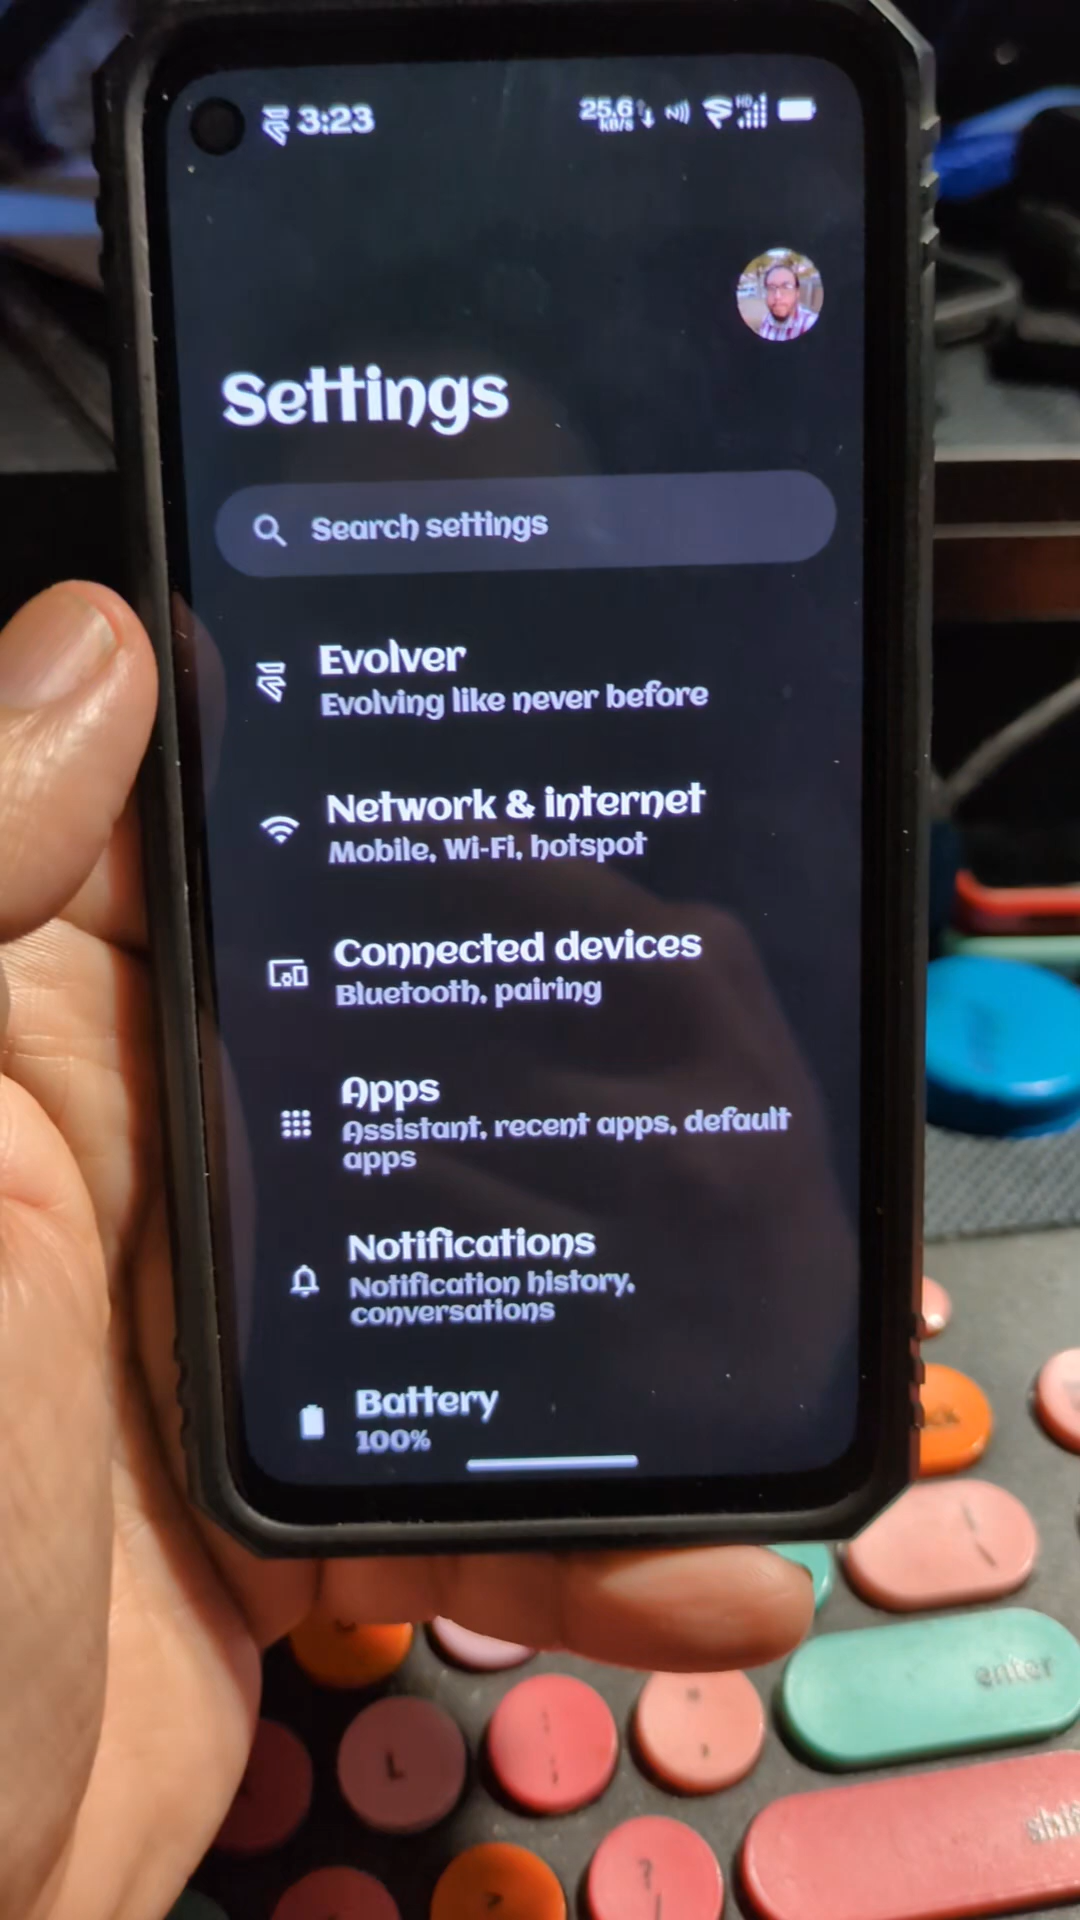 3:23
25.6
kB/s
HD
Settings
Search settings
Evolver
Evolving like never before
Network & internet
Mobile, Wi-Fi, hotspot
Connected devices
Bluetooth, pairing
Apps
Assistant, recent apps, default
apps
Notifications
Notification history,
conversations
Battery
100%
enter
L